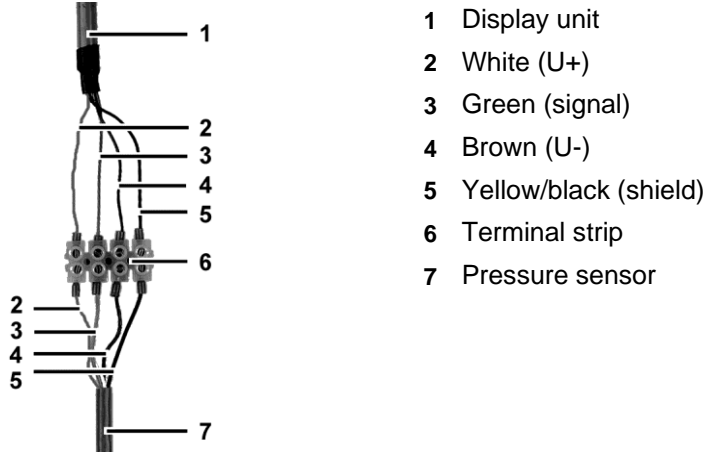 1
2
3
4
5
6
2
3
4
5
7
1 Display unit
2 White (U+)
3 Green (signal)
4 Brown (U-)
5 Yellow/black (shield)
6 Terminal strip
7 Pressure sensor